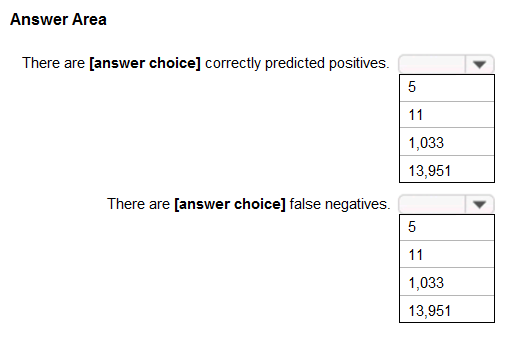 Answer Area
There are [answer choice] correctly predicted positives.
5
11
1,033
13,951
There are [answer choice] false negatives.
5
11
1,033
13,951